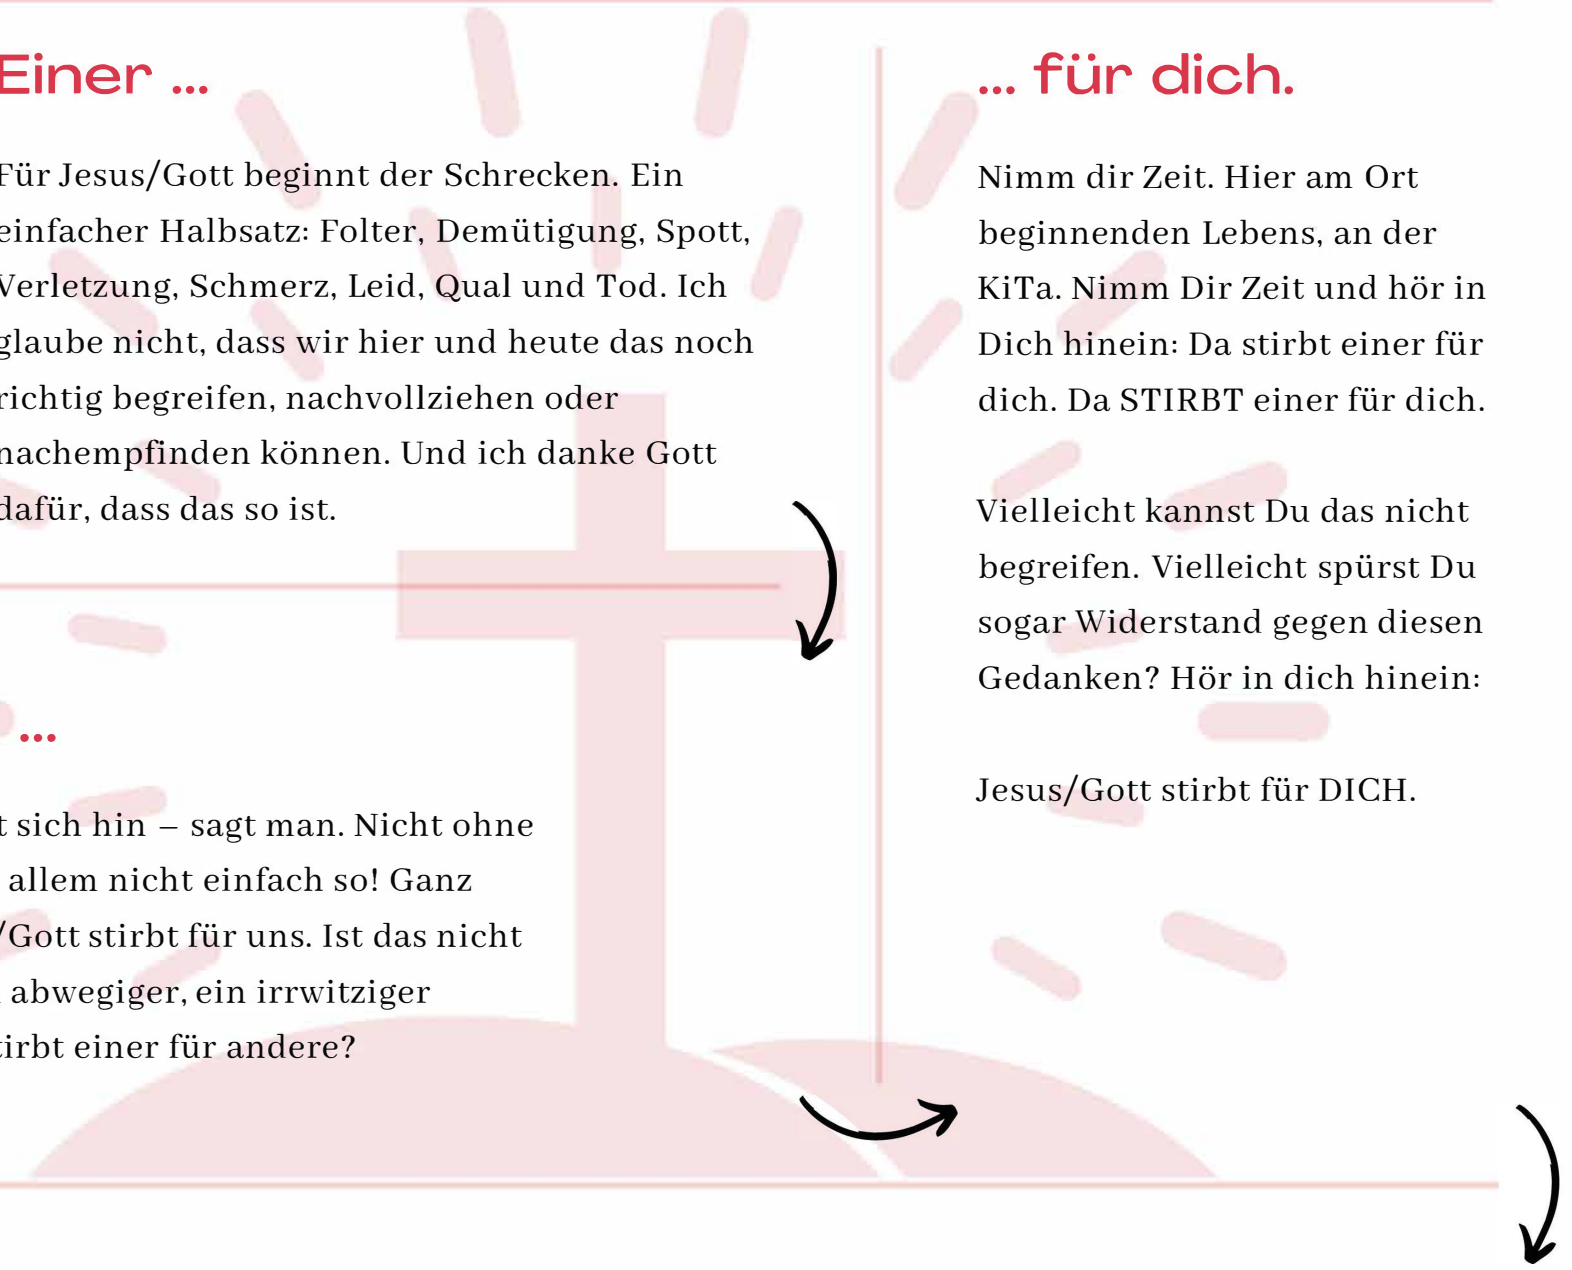 Einer ...
Für Jesus/Gott beginnt der Schrecken. Ein
einfacher Halbsatz: Folter, Demütigung, Spott,
Verletzung, Schmerz, Leid, Qual und Tod. Ich
glaube nicht, dass wir hier und heute das noch
richtig begreifen, nachvollziehen oder
nachempfinden können. Und ich danke Gott
dafür, dass das so ist.
...
t sich hin – sagt man. Nicht ohne
allem nicht einfach so! Ganz
/Gott stirbt für uns. Ist das nicht
abwegiger, ein irrwitziger
tirbt einer für andere?
... für dich.
Nimm dir Zeit. Hier am Ort
beginnenden Lebens, an der
KiTa. Nimm Dir Zeit und hör in
Dich hinein: Da stirbt einer für
dich. Da STIRBT einer für dich.
Vielleicht kannst Du das nicht
begreifen. Vielleicht spürst Du
sogar Widerstand gegen diesen
Gedanken? Hör in dich hinein:
Jesus/Gott stirbt für DICH.